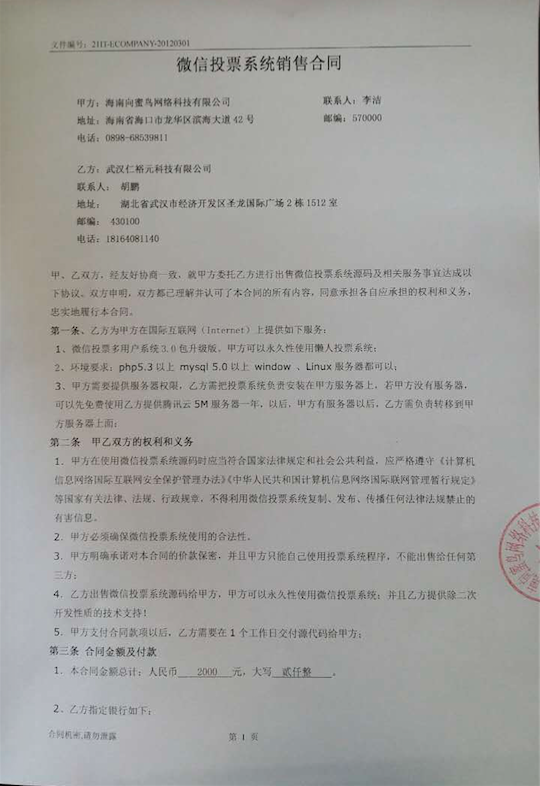 文件编号：21IT-ECOMPANY-20120301
微信投票系统销售合同
甲方：海南向蜜鸟网络科技有限公司 联系人：李洁
地址：海南省海口市龙华区滨海大道 42 号 邮编：570000
电话：0898-68539811
乙方：武汉仁裕元科技有限公司
联系人： 胡鹏
地址： 湖北省武汉市经济开发区圣龙国际广场 2 栋 1512 室
邮编： 430100
电话：18164081140
甲、乙双方，经友好协商一致，就甲方委托乙方进行出售微信投票系统源码及相关服务事宜达成以
下协议。双方申明，双方都已理解并认可了本合同的所有内容，同意承担各自应承担的权利和义务，
忠实地履行本合同。
第一条、乙方为甲方在国际互联网（Internet）上提供如下服务：
1、微信投票多用户系统 3.0 包升级版，甲方可以永久性使用懒人投票系统；
2、环境要求：php5.3 以上 mysql 5.0 以上 window 、Linux 服务器都可以；
3、甲方需要提供服务器权限，乙方需把投票系统负责安装在甲方服务器上，若甲方没有服务器，
可以先免费使用乙方提供腾讯云 5M 服务器一年，以后，甲方有服务器以后，乙方需负责转移到甲
方服务器上面；
第二条 甲乙双方的权利和义务
1．甲方在使用微信投票系统源码时应当符合国家法律规定和社会公共利益，应严格遵守《计算机
信息网络国际互联网安全保护管理办法》《中华人民共和国计算机信息网络国际联网管理暂行规定》
等国家有关法律、法规、行政规章，不得利用微信投票系统复制、发布、传播任何法律法规禁止的
有害信息。
2．甲方必须确保微信投票系统使用的合法性。
3．甲方明确承诺对本合同的价款保密，并且甲方只能自己使用投票系统程序，不能出售给任何第
三方；
4．乙方出售微信投票系统源码给甲方，甲方可以永久性使用微信投票系统；并且乙方提供除二次
开发性质的技术支持！
5．甲方支付合同款项以后，乙方需要在 1 个工作日交付源代码给甲方；
第三条 合同金额及付款
1．本合同金额总计：人民币 2000 元，大写 贰仟整 。
2、乙方指定银行如下：
合同机密,请勿泄露 第 1 页